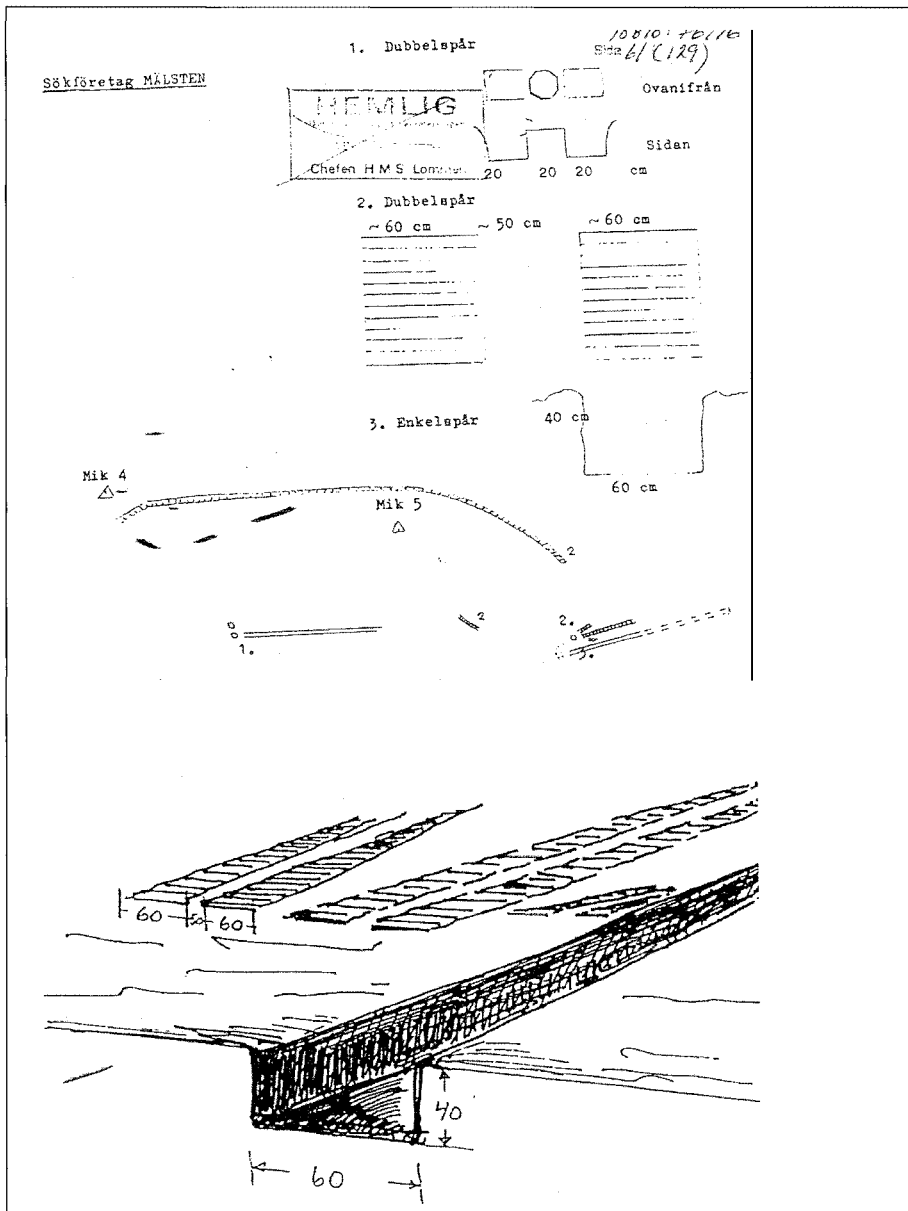 1. Dubbelspår
Sida 61(129)
Sökföretag MÄLSTEN
HEMLIG
Ovanifrån
Sidan
Chefen H M S
20 20 20 cm
2. Dubbelspår
~ 60 cm ~ 50 cm ~ 60 cm
3. Enkelspår
40 cm
60 cm
Mik 4
Mik 5
2
2
2.
1.
3.
60 50 60
40
60